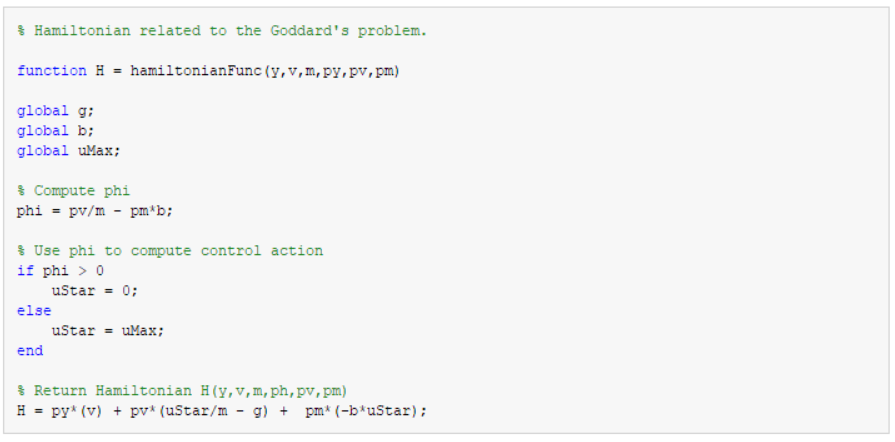 % Hamiltonian related to the Goddard's problem.
function H = hamiltonianFunc(y,v,m,py,pv,pm)
global g;
global b;
global uMax;
% Compute phi
phi = pv/m - pm*b;
% Use phi to compute control action
if phi > 0
uStar = 0;
else
uStar = uMax;
end
% Return Hamiltonian H(y,v,m,ph,pv,pm)
H = py*(v) + pv*(uStar/m - g) +  pm*(-b*uStar);